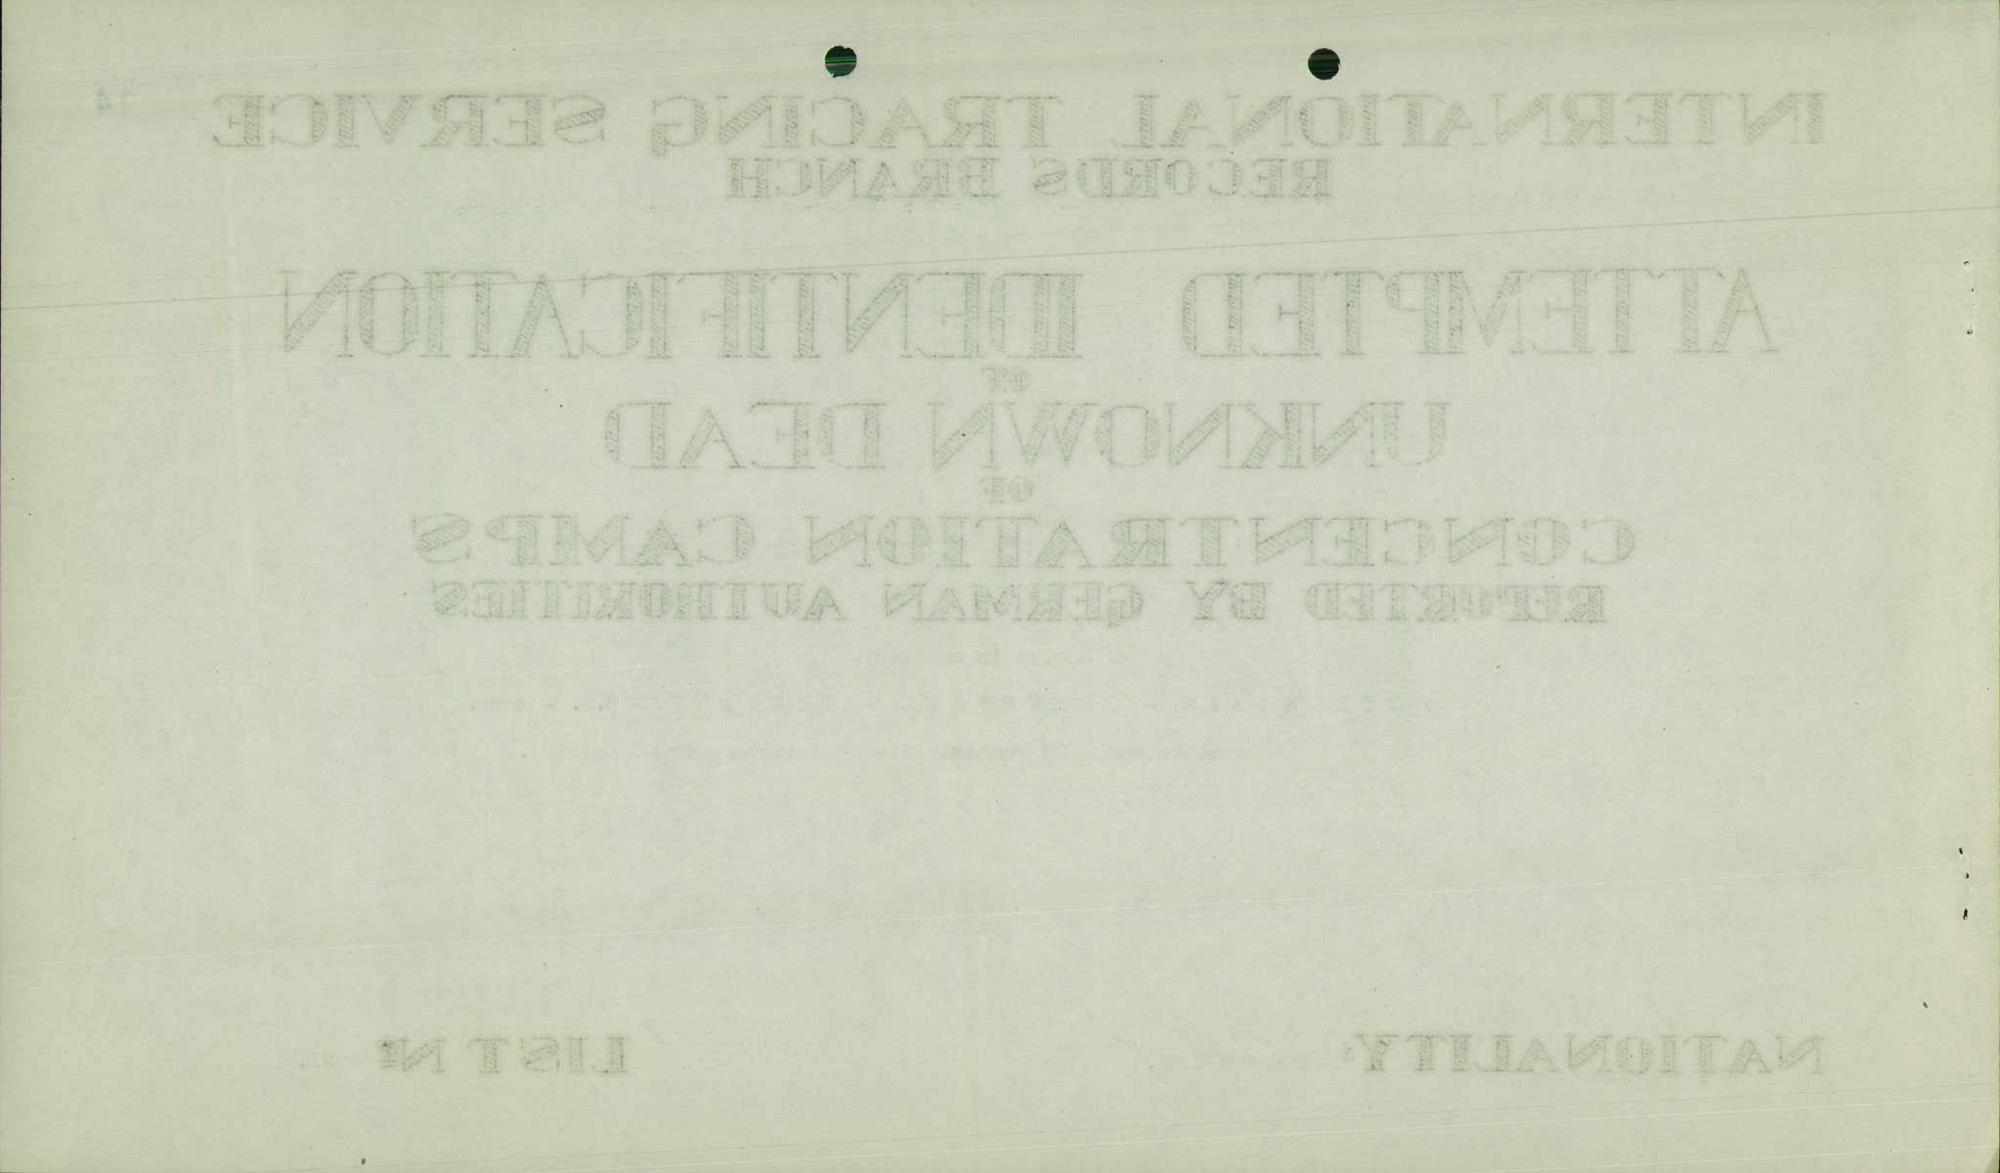 INTERNATIONAL TRACING SERVICE
RECORDS BRANCH
ATTEMPTED IDENTIFICATION
OF
UNKNOWN DEAD
OF
CONCENTRATION CAMPS
REPORTED BY GERMAN AUTHORITIES
NATIONALITY: LIST Nº